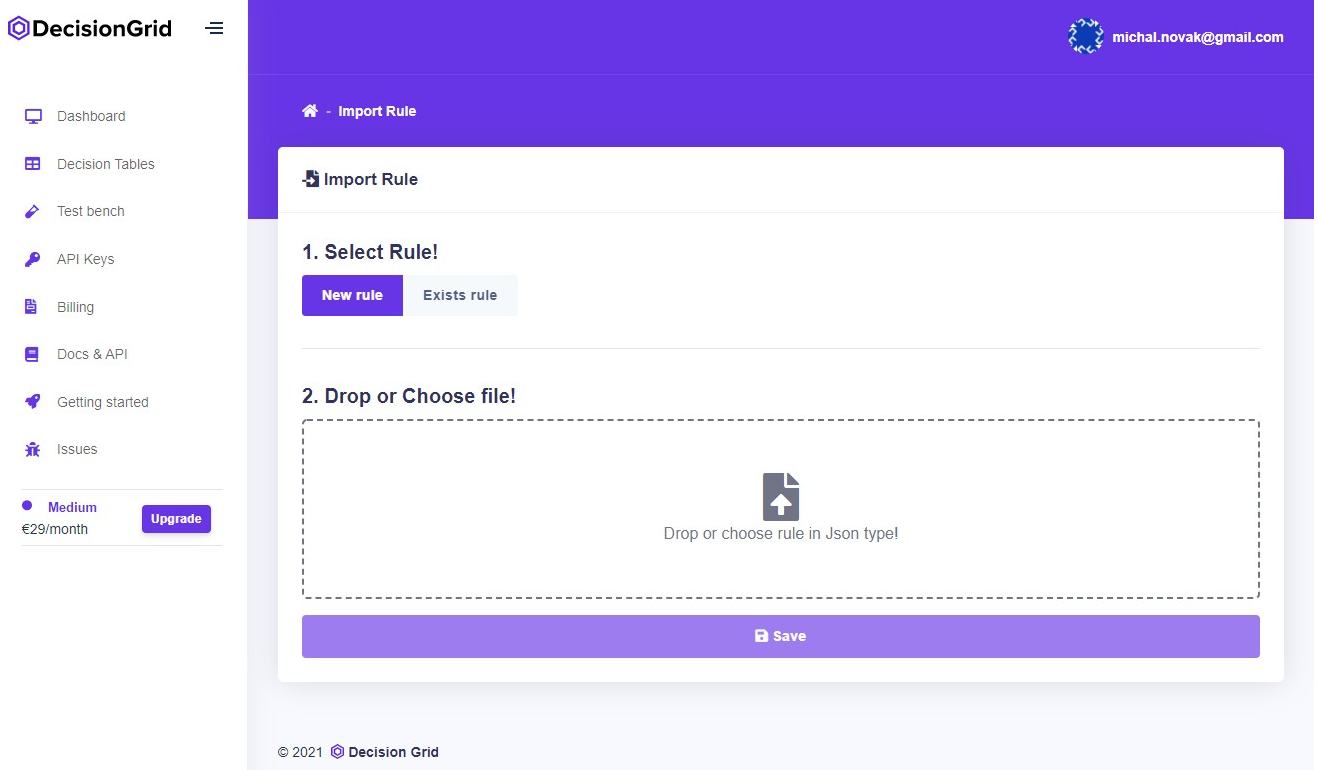 DecisionGrid
michal.novak@gmail.com
Dashboard
Decision Tables
Test bench
API Keys
Billing
Docs & API
Getting started
Issues
Medium
€29/month
Upgrade
- Import Rule
Import Rule
1. Select Rule!
New rule Exists rule
2. Drop or Choose file!
Drop or choose rule in Json type!
Save
© 2021 Decision Grid